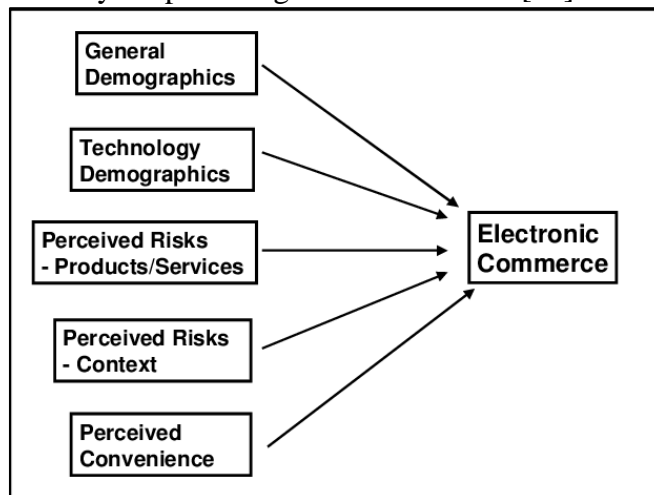 General
Demographics
Technology
Demographics
Perceived Risks
- Products/Services
Electronic
Commerce
Perceived Risks
- Context
Perceived
Convenience